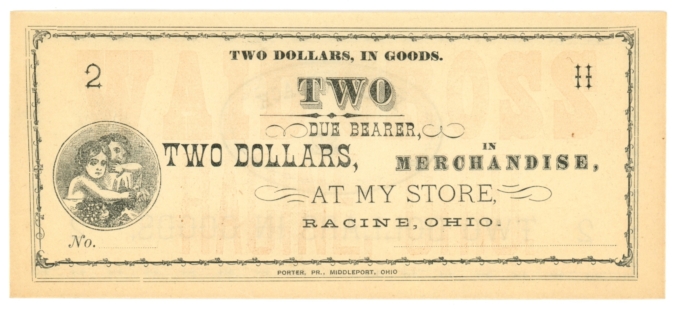 TWO DOLLARS, IN GOODS.
2 II
TWO
DUE BEARER,
TWO DOLLARS, IN MERCHANDISE,
AT MY STORE,
RACINE, OHIO.
No.
PORTER, PR., MIDDLEPORT, OHIO